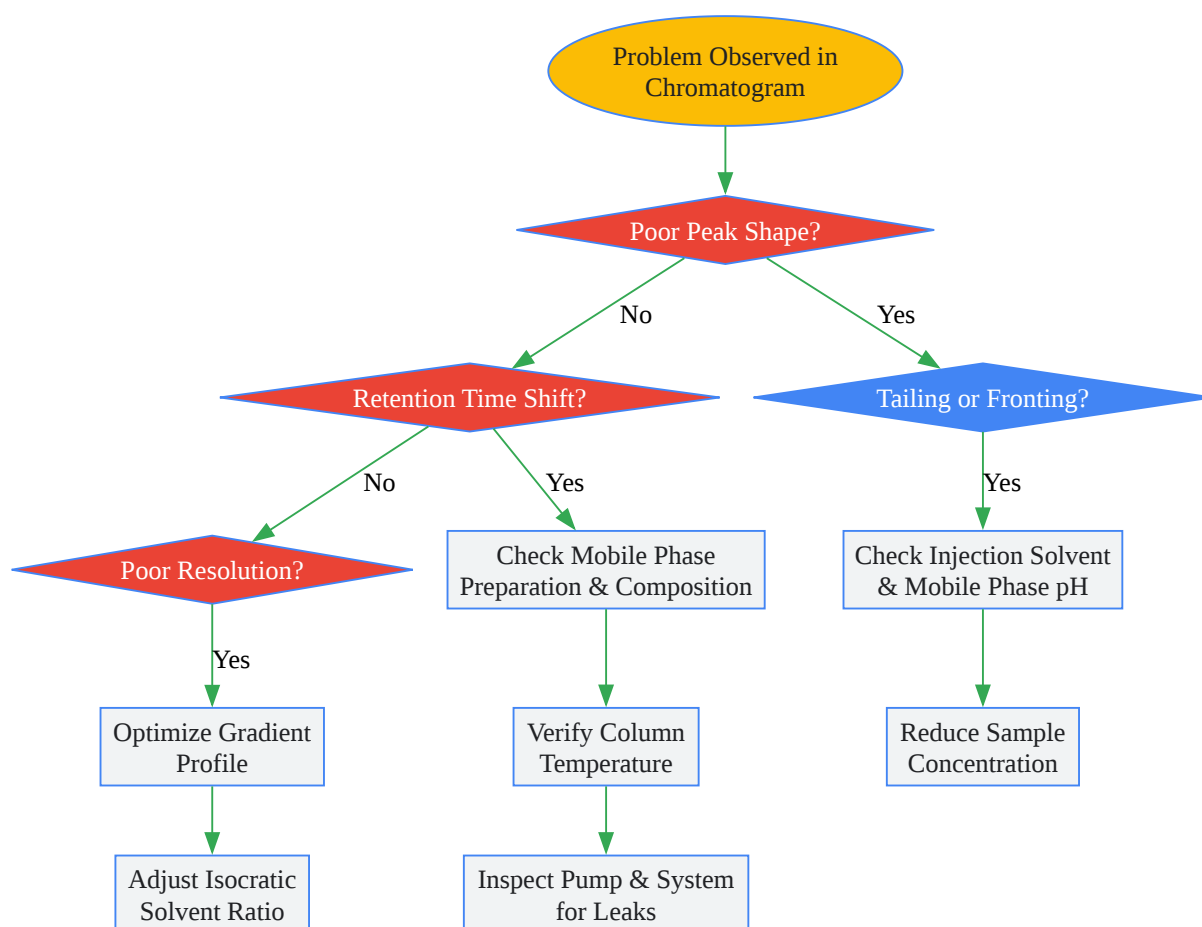 Problem Observed in
Chromatogram
Poor Peak Shape?
No
Yes
Retention Time Shift?
Tailing or Fronting?
No
Yes
Yes
Poor Resolution?
Check Mobile Phase
Preparation & Composition
Check Injection Solvent
& Mobile Phase pH
Yes
Optimize Gradient
Profile
Verify Column
Temperature
Reduce Sample
Concentration
Adjust Isocratic
Solvent Ratio
Inspect Pump & System
for Leaks